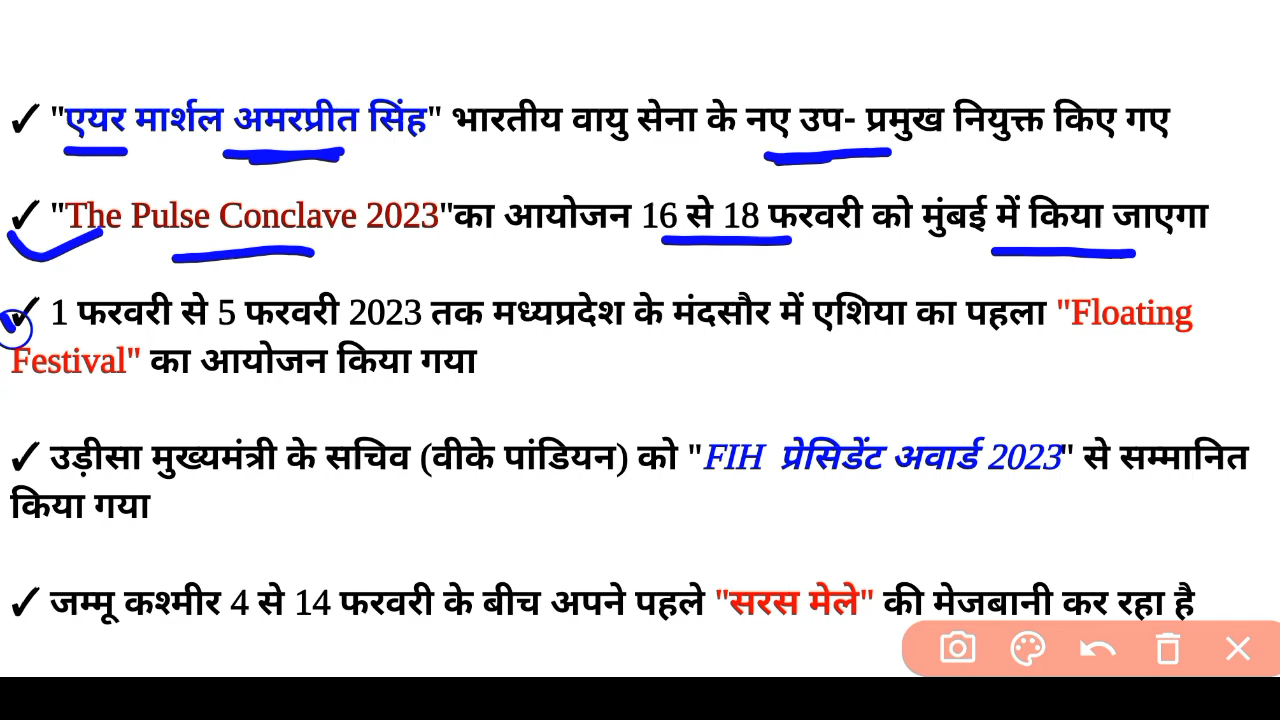 ✓ "एयर मार्शल अमरप्रीत सिंह" भारतीय वायु सेना के नए उप- प्रमुख नियुक्त किए गए
✓ "The Pulse Conclave 2023"का आयोजन 16 से 18 फरवरी को मुंबई में किया जाएगा
✓ 1 फरवरी से 5 फरवरी 2023 तक मध्यप्रदेश के मंदसौर में एशिया का पहला "Floating
Festival" का आयोजन किया गया
✓ उड़ीसा मुख्यमंत्री के सचिव (वीके पांडियन) को "FIH प्रेसिडेंट अवार्ड 2023" से सम्मानित
किया गया
✓ जम्मू कश्मीर 4 से 14 फरवरी के बीच अपने पहले "सरस मेले" की मेजबानी कर रहा है